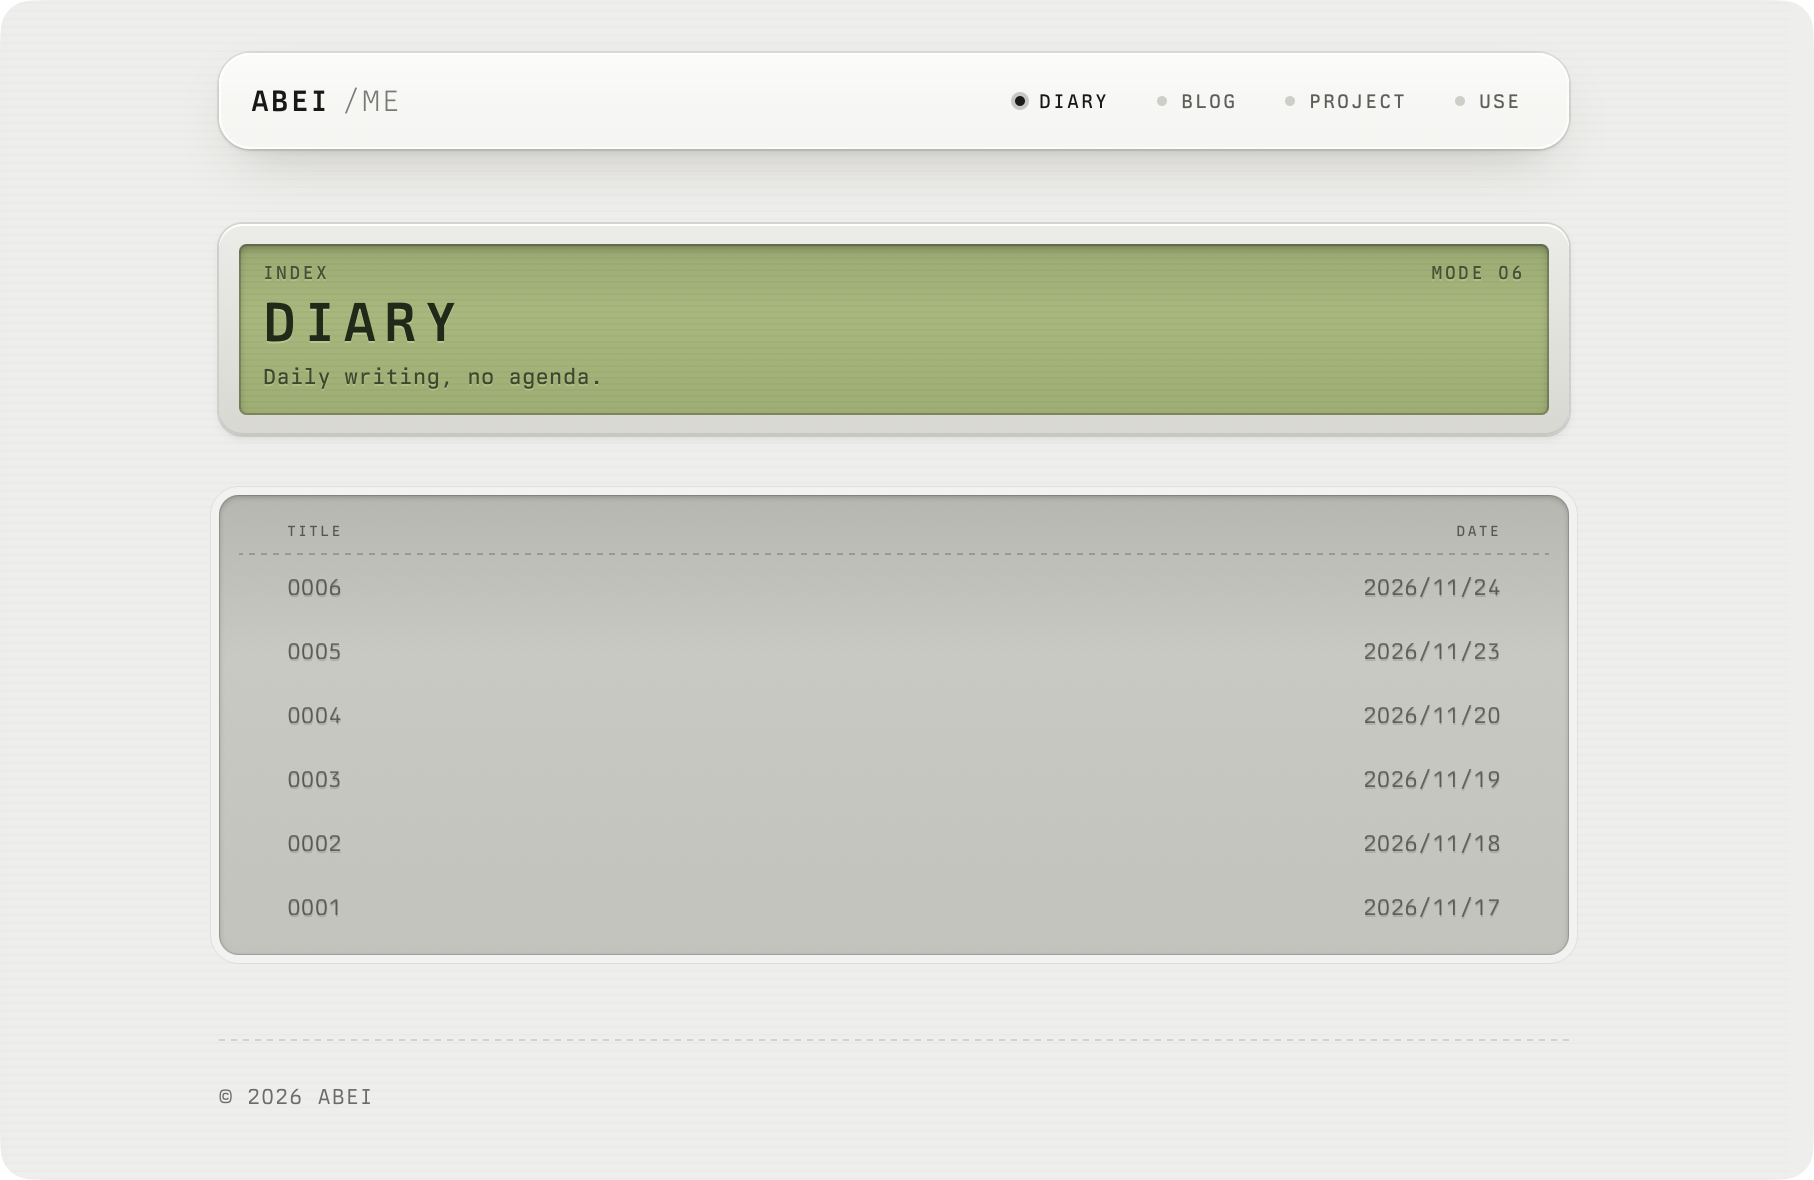 ABEI /ME
DIARY BLOG PROJECT USE
INDEX MODE 06
DIARY
Daily writing, no agenda.
TITLE DATE
0006 2026/11/24
0005 2026/11/23
0004 2026/11/20
0003 2026/11/19
0002 2026/11/18
0001 2026/11/17
© 2026 ABEI